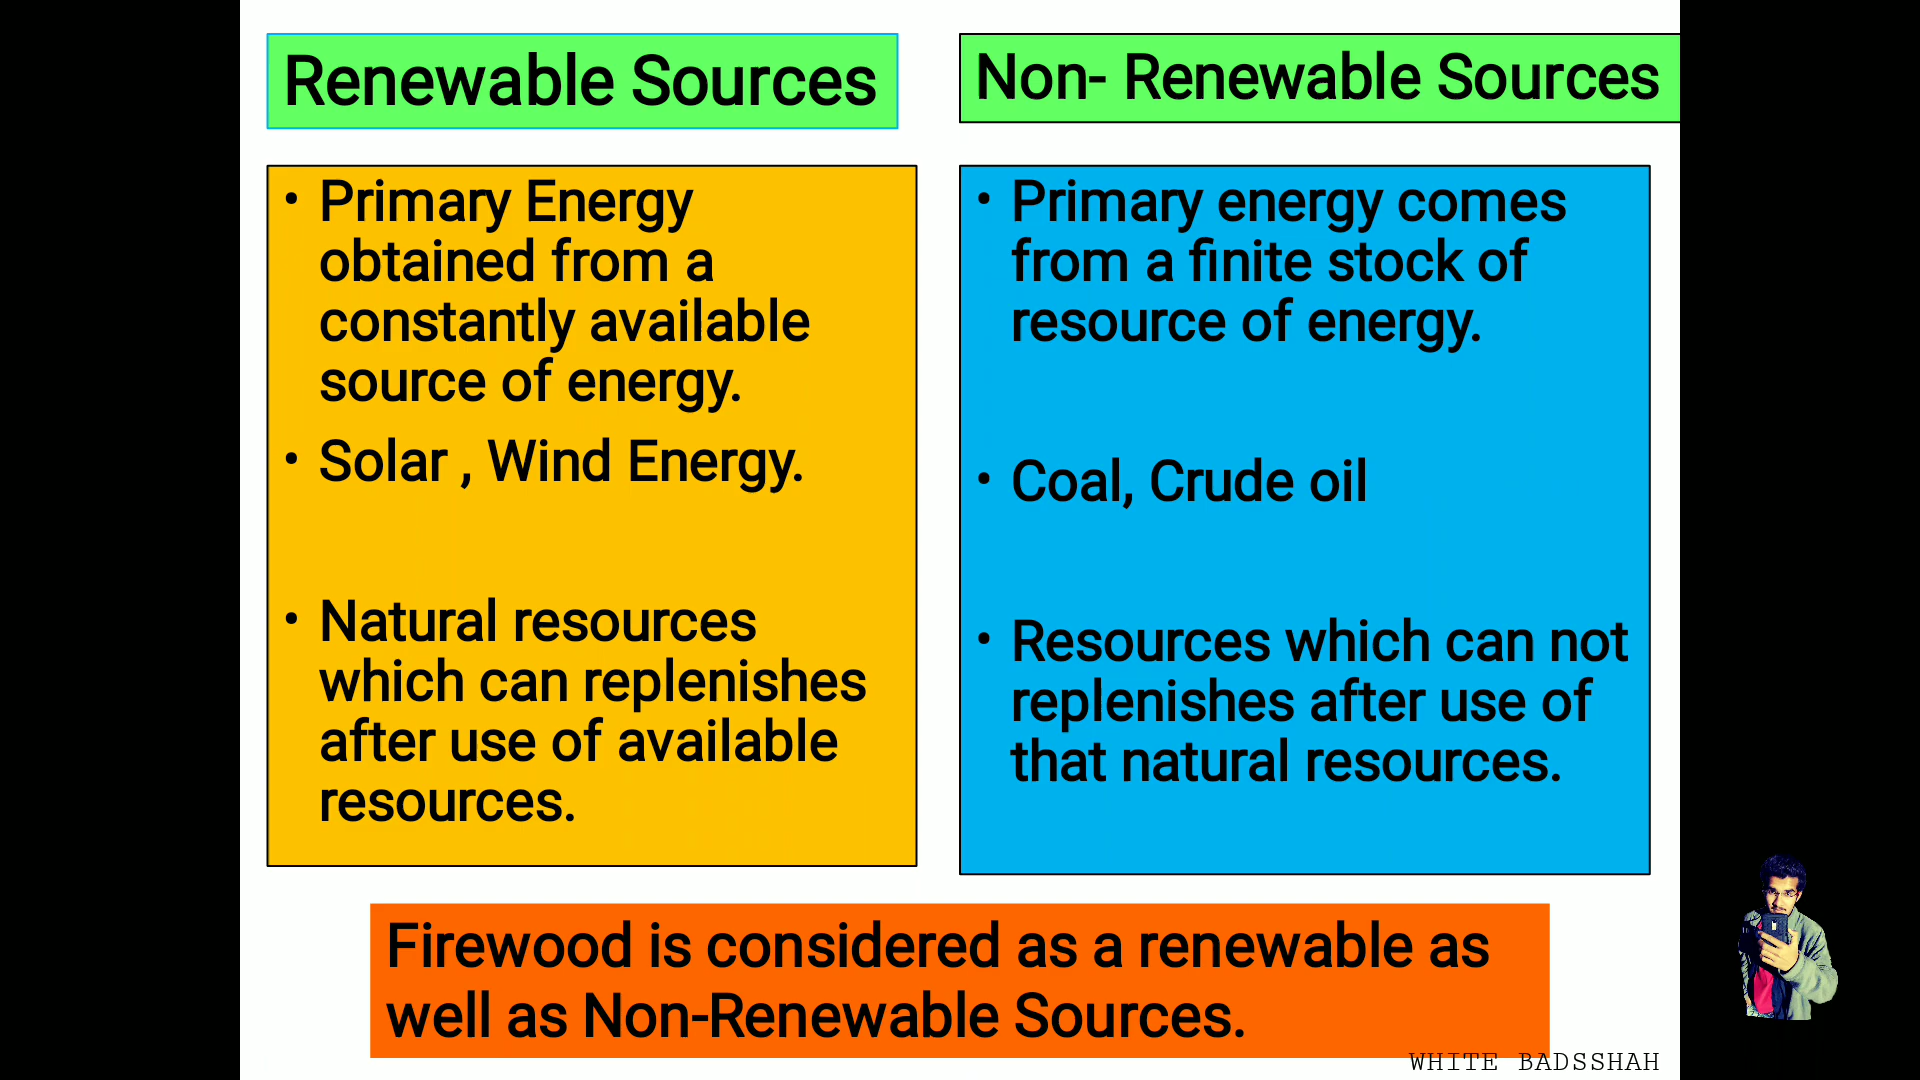 Renewable Sources
Non- Renewable Sources
• Primary Energy
obtained from a
constantly available
source of energy.
• Solar , Wind Energy.
• Natural resources
which can replenishes
after use of available
resources.
• Primary energy comes
from a finite stock of
resource of energy.
• Coal, Crude oil
• Resources which can not
replenishes after use of
that natural resources.
Firewood is considered as a renewable as
well as Non-Renewable Sources.
WHITE BADSSHAH